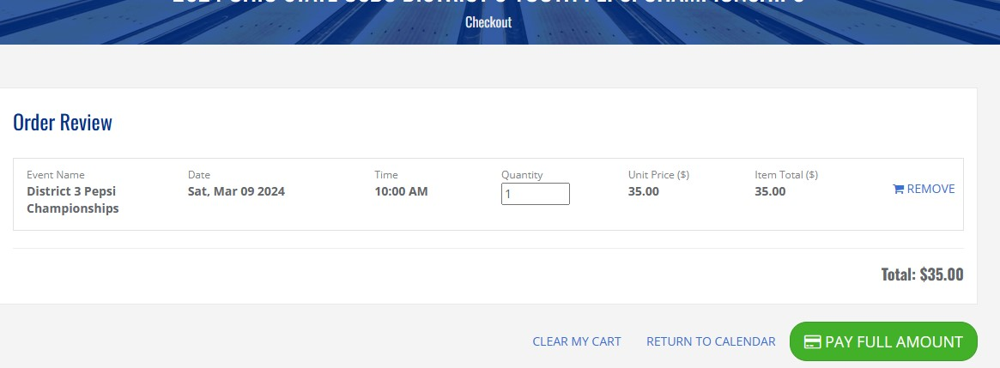 Checkout
Order Review
Event Name Date Time Quantity Unit Price ($) Item Total ($)
District 3 Pepsi Championships Sat, Mar 09 2024 10:00 AM 1 35.00 35.00 REMOVE
Total: $35.00
CLEAR MY CART RETURN TO CALENDAR PAY FULL AMOUNT